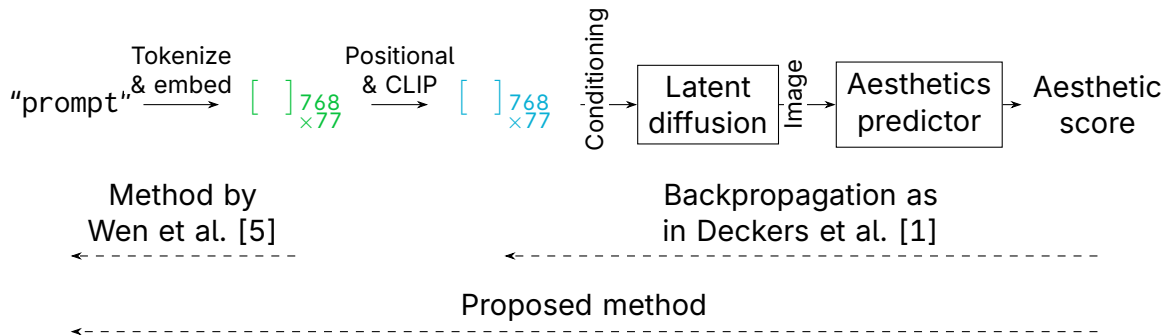 "prompt"
Tokenize
& embed
[ ] 768
×77
Positional
& CLIP
[ ] 768
×77
Conditioning
Latent
diffusion
Image
Aesthetics
predictor
Aesthetic
score
Method by
Wen et al. [5]
Backpropagation as
in Deckers et al. [1]
Proposed method